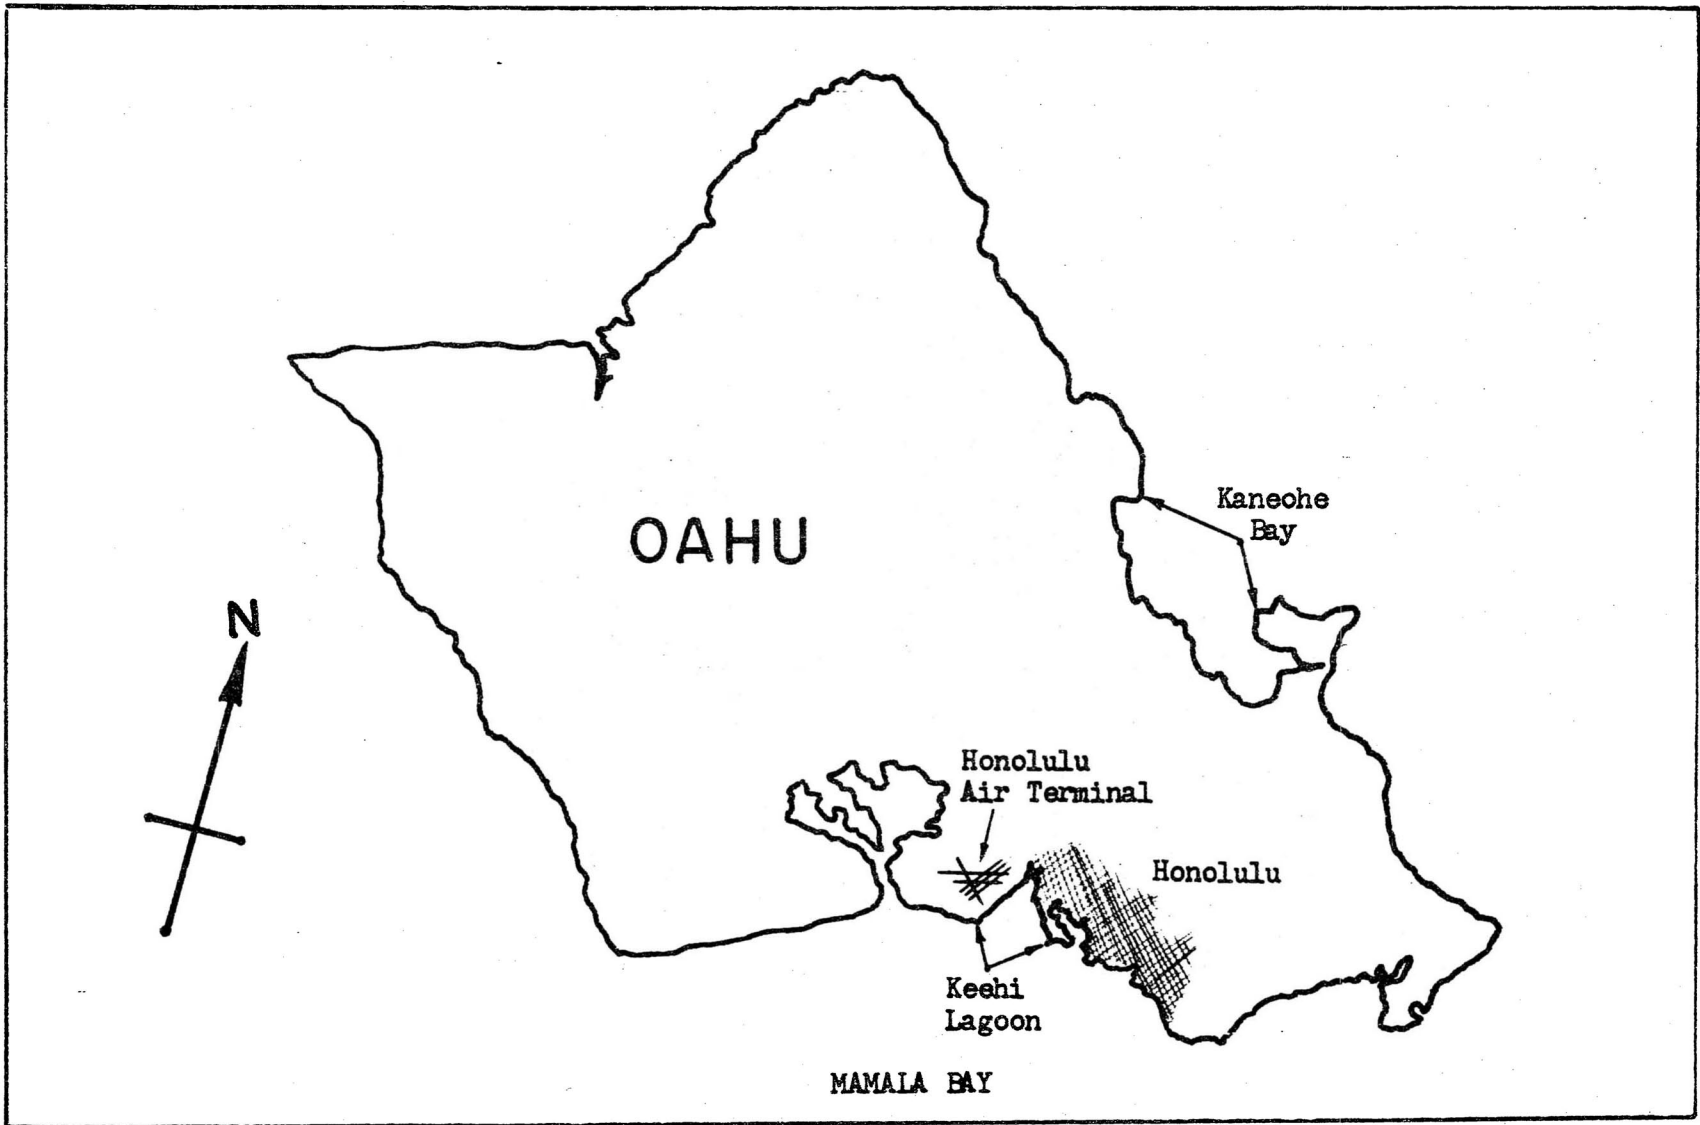 Kaneohe
Bay
OAHU
N
Honolulu
Air Terminal
Honolulu
Keehi
Lagoon
MAMALA BAY